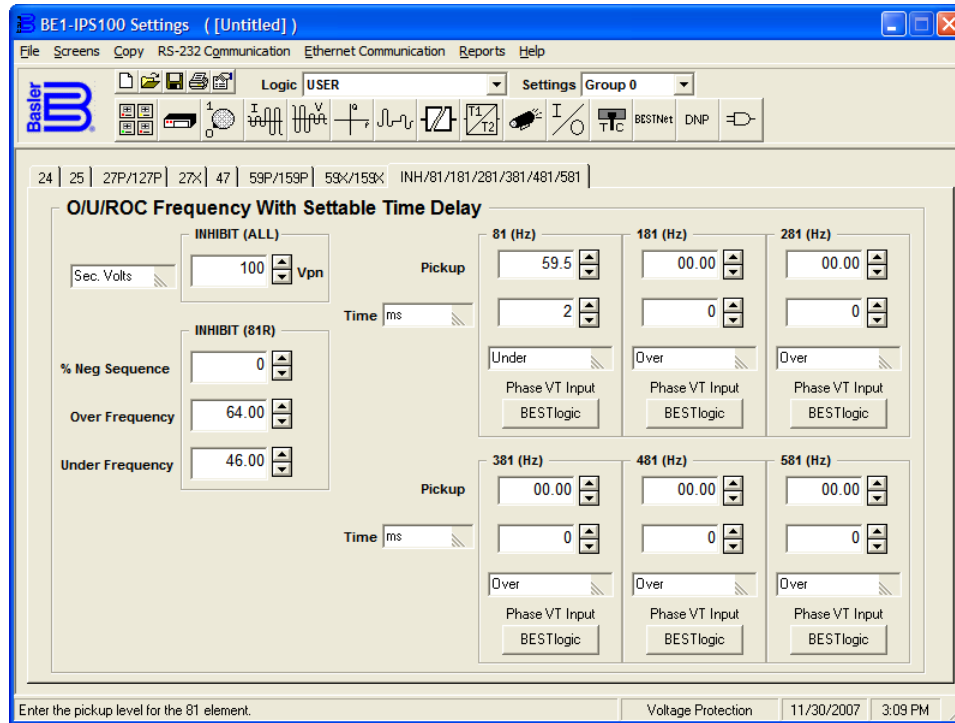 BE1-IPS100 Settings ( [Untitled] )
File Screens Copy RS-232 Communication Ethernet Communication Reports Help
Basler
B
Logic USER Settings Group 0
1 0 I V T1 T2 I O T C BESTNet DNP
24 25 27P/127P 27X 47 59P/159P 59X/159X INH/81/181/281/381/481/581
O/U/ROC Frequency With Settable Time Delay
INHIBIT (ALL) 81 (Hz) 181 (Hz) 281 (Hz)
Sec. Volts 100 Vpn Pickup 59.5 00.00 00.00
Time ms 2 0 0
INHIBIT (81R)
% Neg Sequence 0 Under Over Over
Phase VT Input Phase VT Input Phase VT Input
Over Frequency 64.00 BESTlogic BESTlogic BESTlogic
Under Frequency 46.00
381 (Hz) 481 (Hz) 581 (Hz)
Pickup 00.00 00.00 00.00
Time ms 0 0 0
Over Over Over
Phase VT Input Phase VT Input Phase VT Input
BESTlogic BESTlogic BESTlogic
Enter the pickup level for the 81 element. Voltage Protection 11/30/2007 3:09 PM